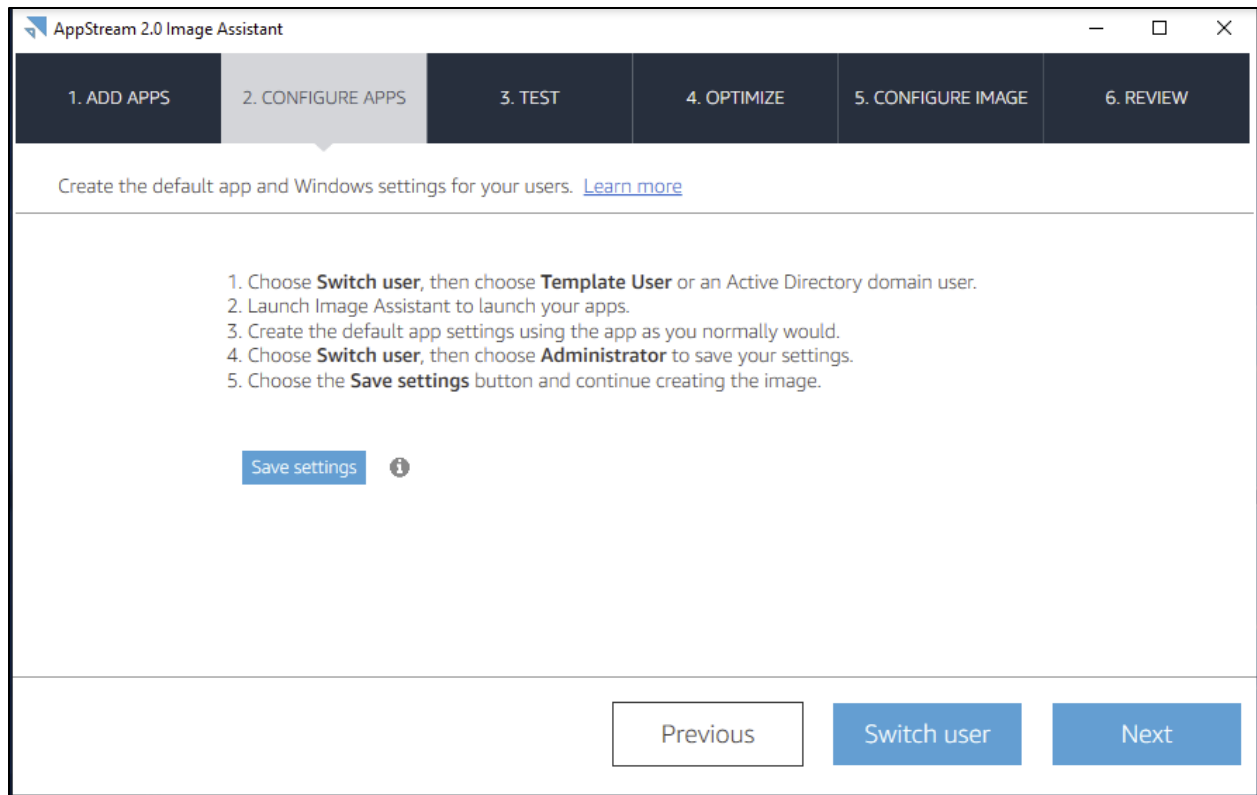 AppStream 2.0 Image Assistant
1. ADD APPS
2. CONFIGURE APPS
3. TEST
4. OPTIMIZE
5. CONFIGURE IMAGE
6. REVIEW
Create the default app and Windows settings for your users. Learn more
1. Choose Switch user, then choose Template User or an Active Directory domain user.
2. Launch Image Assistant to launch your apps.
3. Create the default app settings using the app as you normally would.
4. Choose Switch user, then choose Administrator to save your settings.
5. Choose the Save settings button and continue creating the image.
Save settings
Previous
Switch user
Next